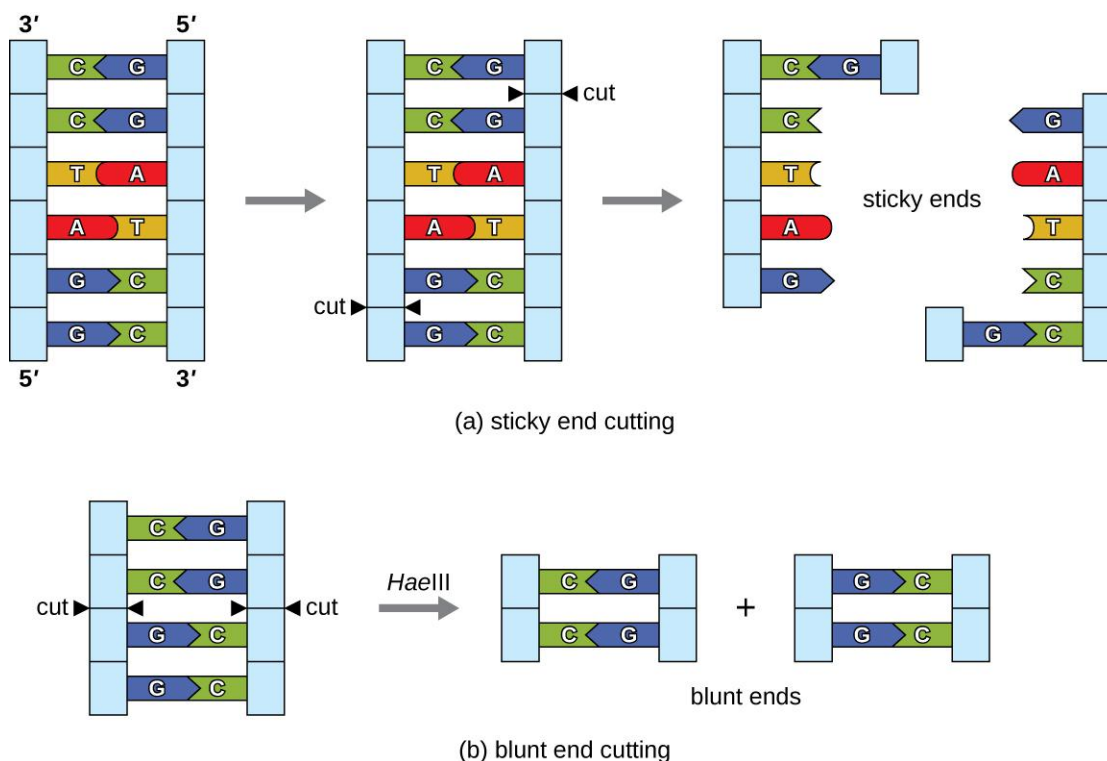 3′ 5′
C G C G C G
C G C G cut C G
T A T A T sticky ends A
A T A T A T
G C cut G C G C
G C G C G C
5′ 3′
(a) sticky end cutting
C G
C G HaeIII C G G C
cut cut +
G C C G G C
G C blunt ends
(b) blunt end cutting